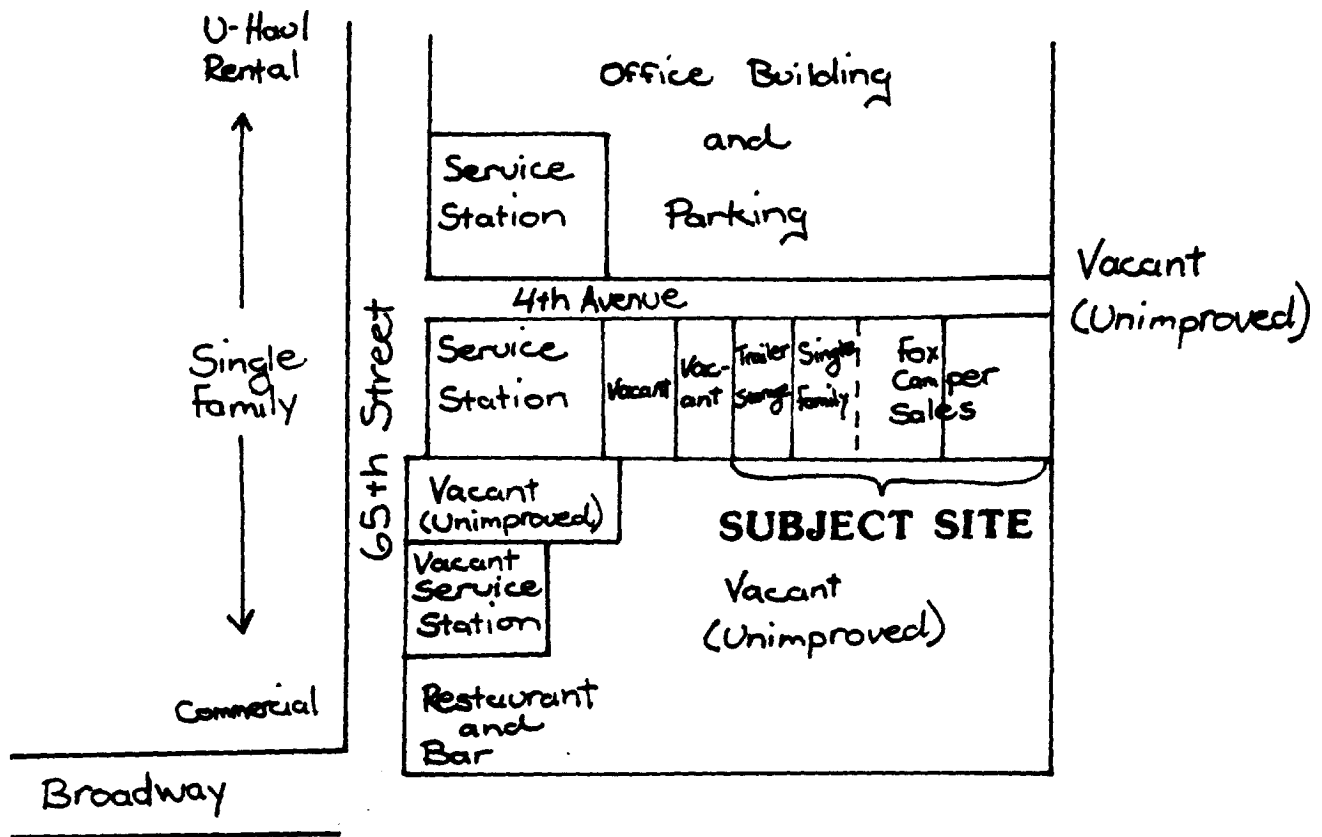 U-Haul
Rental
Office Building
and
Parking
Service
Station
Vacant
(Unimproved)
4th Avenue
65th Street
Single
Family
Service
Station
Vacant
Vac-
ant
Trailer
Storage
Single
Family
Fox
Camper
Sales
Vacant
(Unimproved)
SUBJECT SITE
Vacant
Service
Station
Vacant
(Unimproved)
Commercial
Restaurant
and
Bar
Broadway